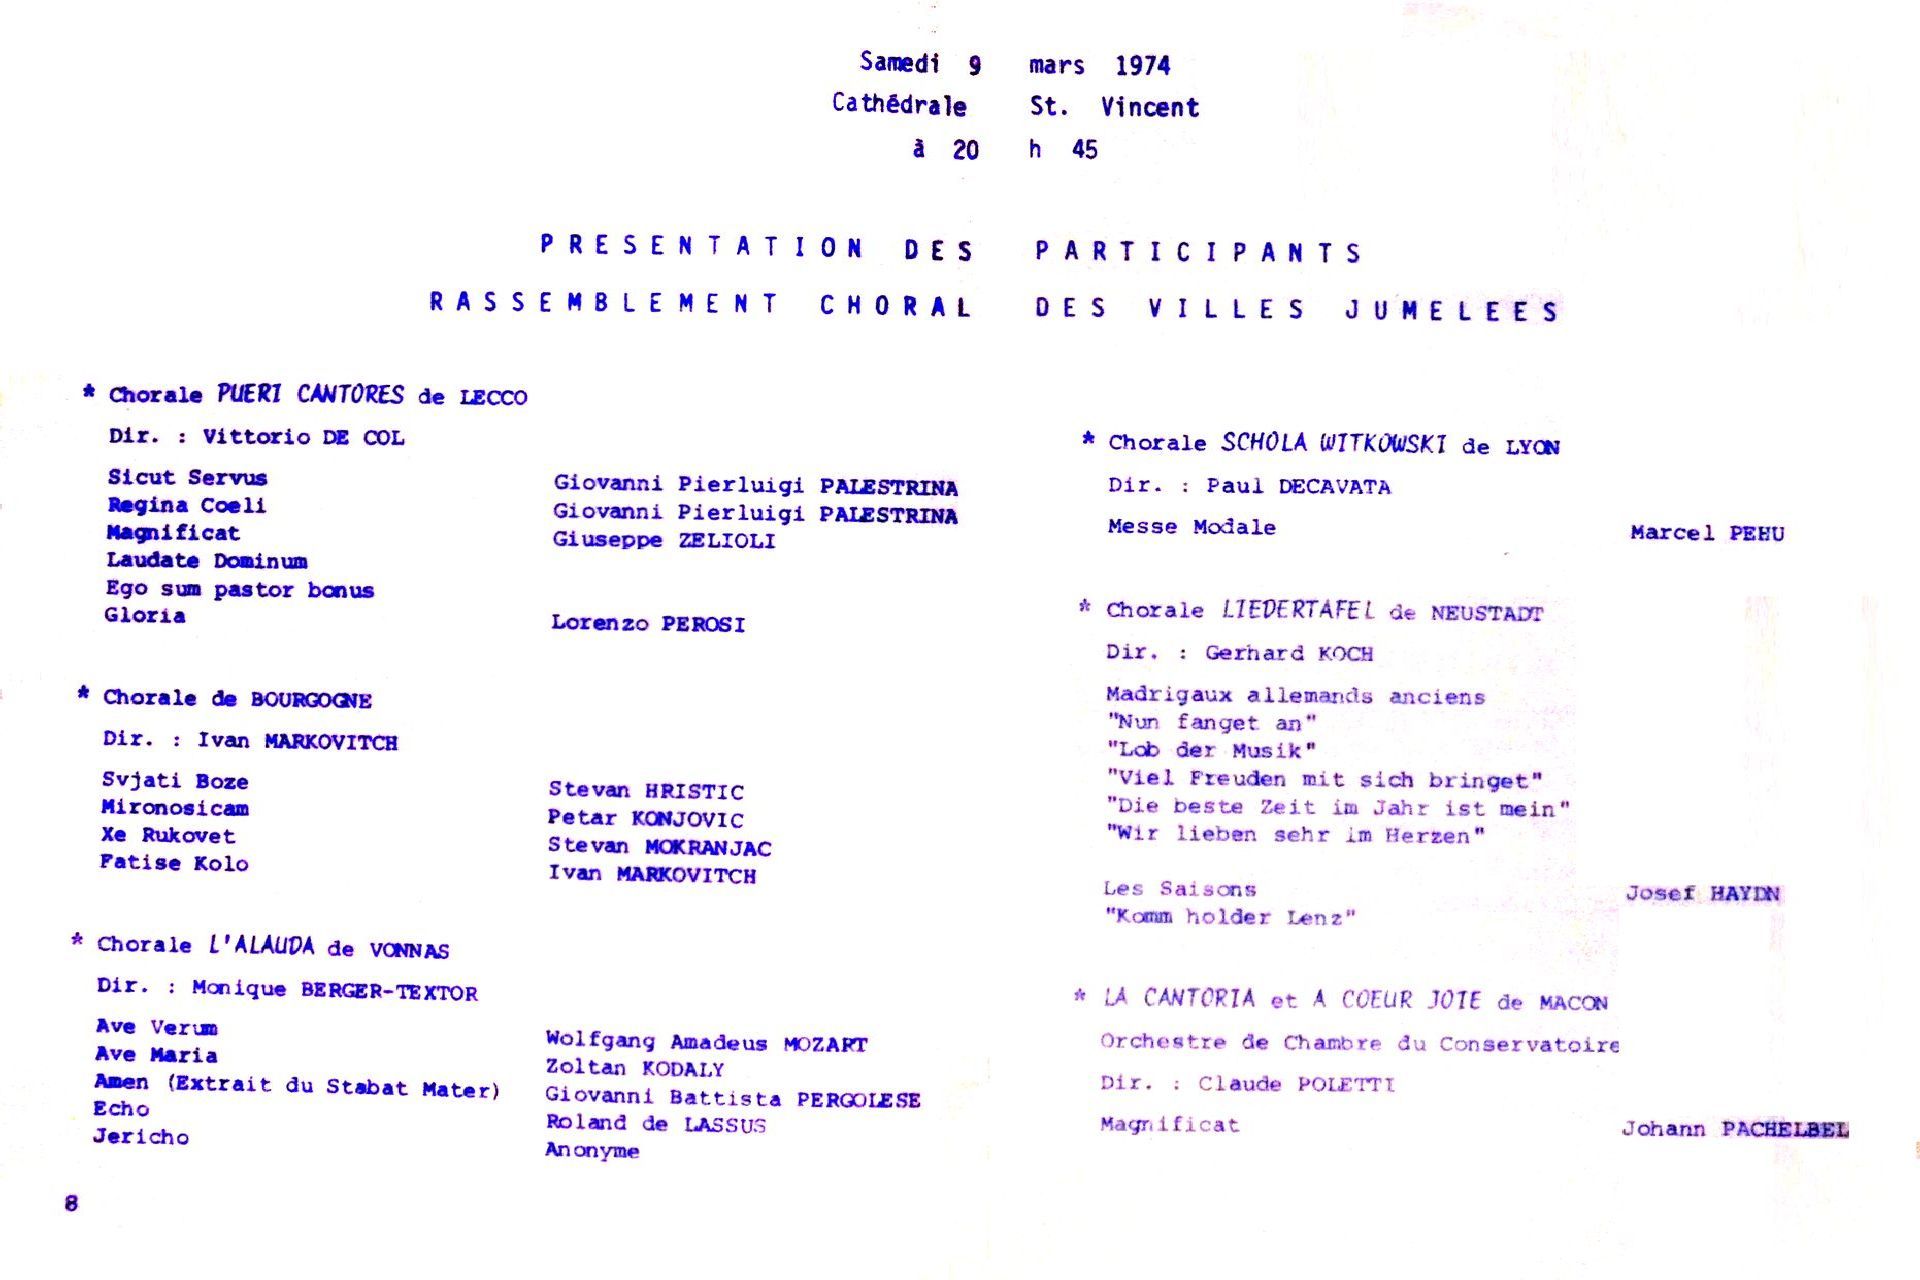 Samedi 9 mars 1974
Cathédrale St. Vincent
à 20 h 45
PRESENTATION DES PARTICIPANTS
RASSEMBLEMENT CHORAL DES VILLES JUMELEES
* Chorale PUERI CANTORES de LECCO
Dir. : Vittorio DE COL
Sicut Servus Giovanni Pierluigi PALESTRINA
Regina Coeli Giovanni Pierluigi PALESTRINA
Magnificat Giuseppe ZELIOLI
Laudate Dominum
Ego sum pastor bonus
Gloria Lorenzo PEROSI
* Chorale de BOURGOGNE
Dir. : Ivan MARKOVITCH
Svjati Boze Stevan HRISTIC
Mironosicam Petar KONJOVIC
Xe Rukovet Stevan MOKRANJAC
Fatise Kolo Ivan MARKOVITCH
* Chorale L'ALAUDA de VONNAS
Dir. : Monique BERGER-TEXTOR
Ave Verum Wolfgang Amadeus MOZART
Ave Maria Zoltan KODALY
Amen (Extrait du Stabat Mater) Giovanni Battista PERGOLESE
Echo Roland de LASSUS
Jericho Anonyme
8
* Chorale SCHOLA WITKOWSKI de LYON
Dir. : Paul DECAVATA
Messe Modale Marcel PEHU
* Chorale LIEDERTAFEL de NEUSTADT
Dir. : Gerhard KOCH
Madrigaux allemands anciens
"Nun fanget an"
"Lob der Musik"
"Viel Freuden mit sich bringet"
"Die beste Zeit im Jahr ist mein"
"Wir lieben sehr im Herzen"
Les Saisons Josef HAYDN
"Komm holder Lenz"
* LA CANTORIA et A COEUR JOIE de MACON
Orchestre de Chambre du Conservatoire
Dir. : Claude POLETTI
Magnificat Johann PACHELBEL